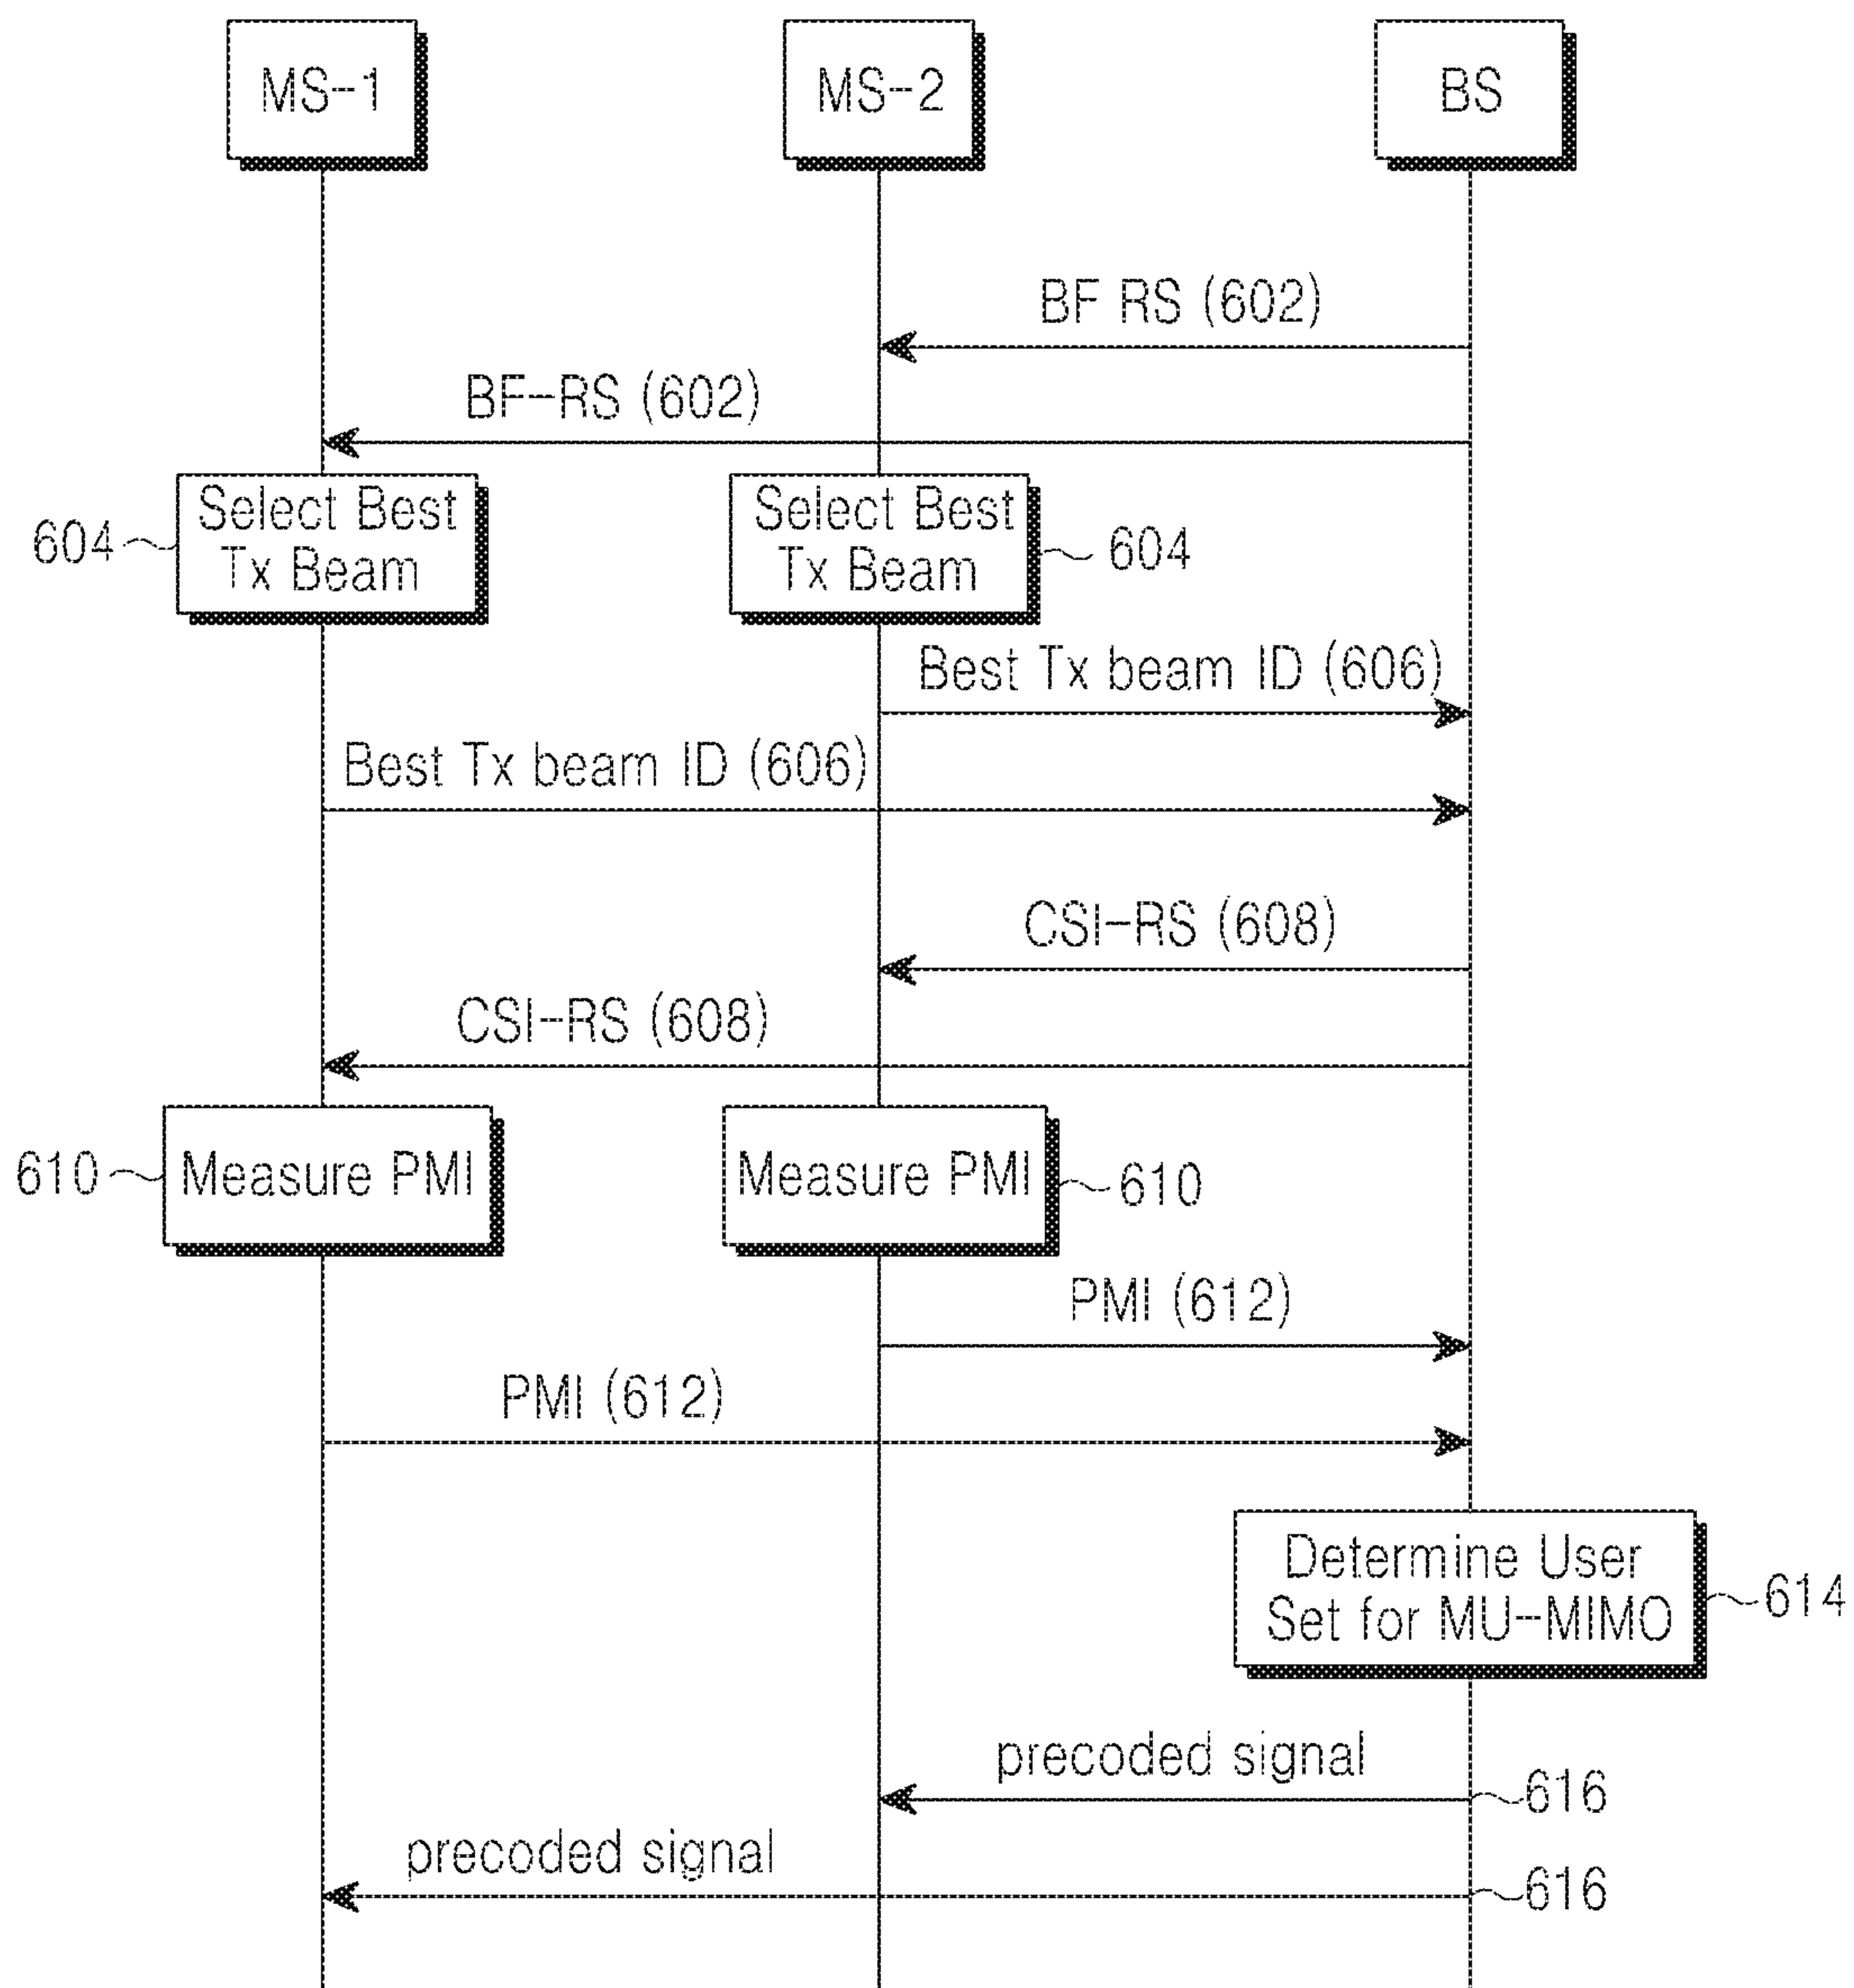 MS-1
MS-2
BS
BF RS (602)
BF-RS (602)
604
Select Best
Tx Beam
Select Best
Tx Beam
604
Best Tx beam ID (606)
Best Tx beam ID (606)
CSI-RS (608)
CSI-RS (608)
610
Measure PMI
Measure PMI
610
PMI (612)
PMI (612)
Determine User
Set for MU-MIMO
614
precoded signal
616
precoded signal
616